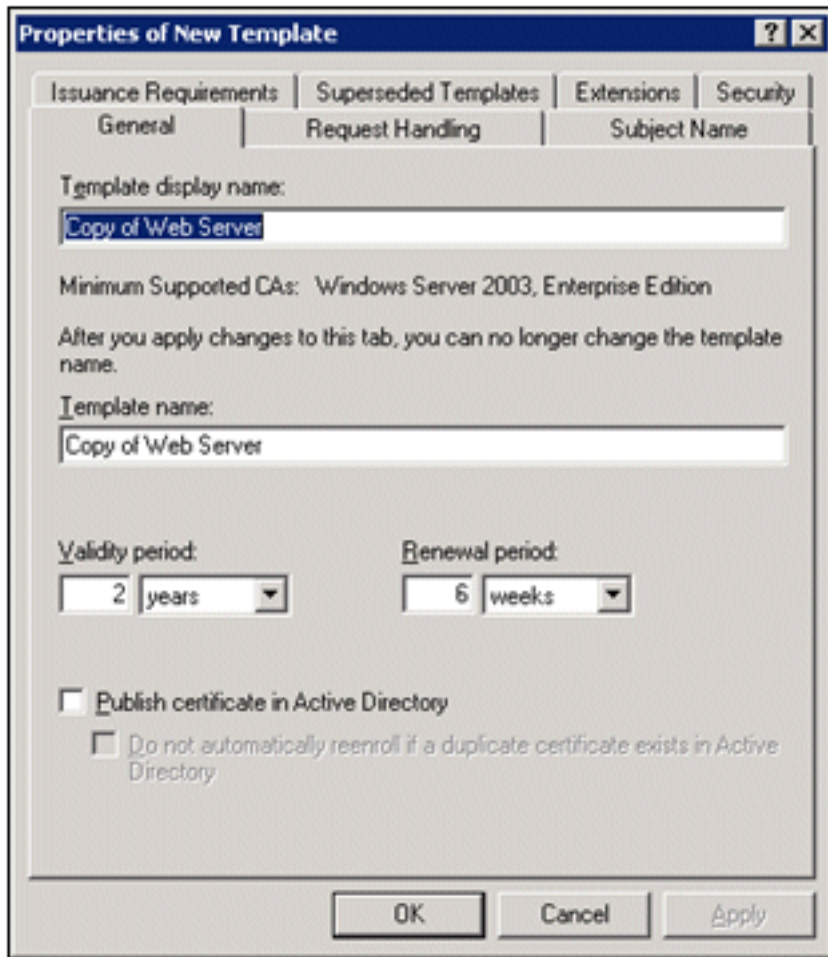 Properties of New Template
Issuance Requirements
Superseded Templates
Extensions
Security
General
Request Handling
Subject Name
Template display name:
Copy of Web Server
Minimum Supported CAs: Windows Server 2003, Enterprise Edition
After you apply changes to this tab, you can no longer change the template
name.
Template name:
Copy of Web Server
Validity period:
Renewal period:
2 years
6 weeks
Publish certificate in Active Directory
Do not automatically reenroll if a duplicate certificate exists in Active
Directory
OK
Cancel
Apply